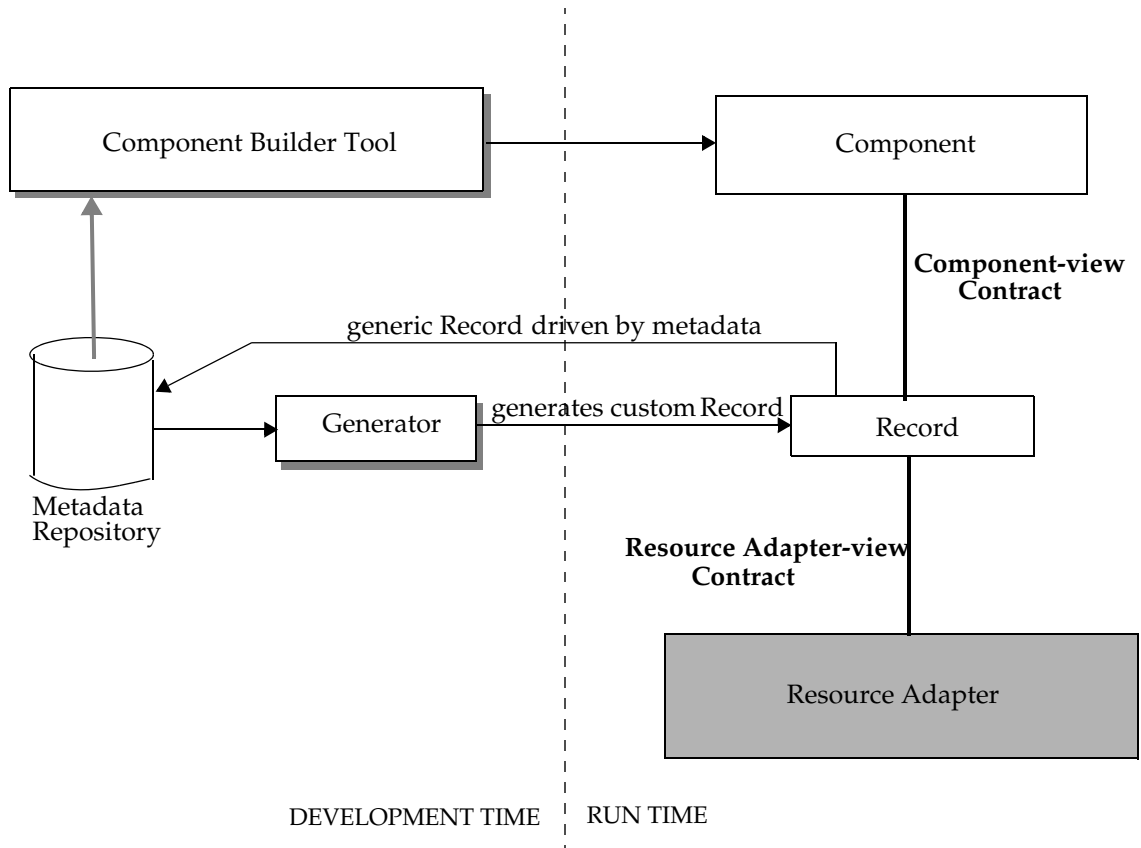 Component Builder Tool
Component
Component-view
Contract
generic Record driven by metadata
generates custom Record
Generator
Record
Metadata
Repository
Resource Adapter-view
Contract
Resource Adapter
DEVELOPMENT TIME
RUN TIME